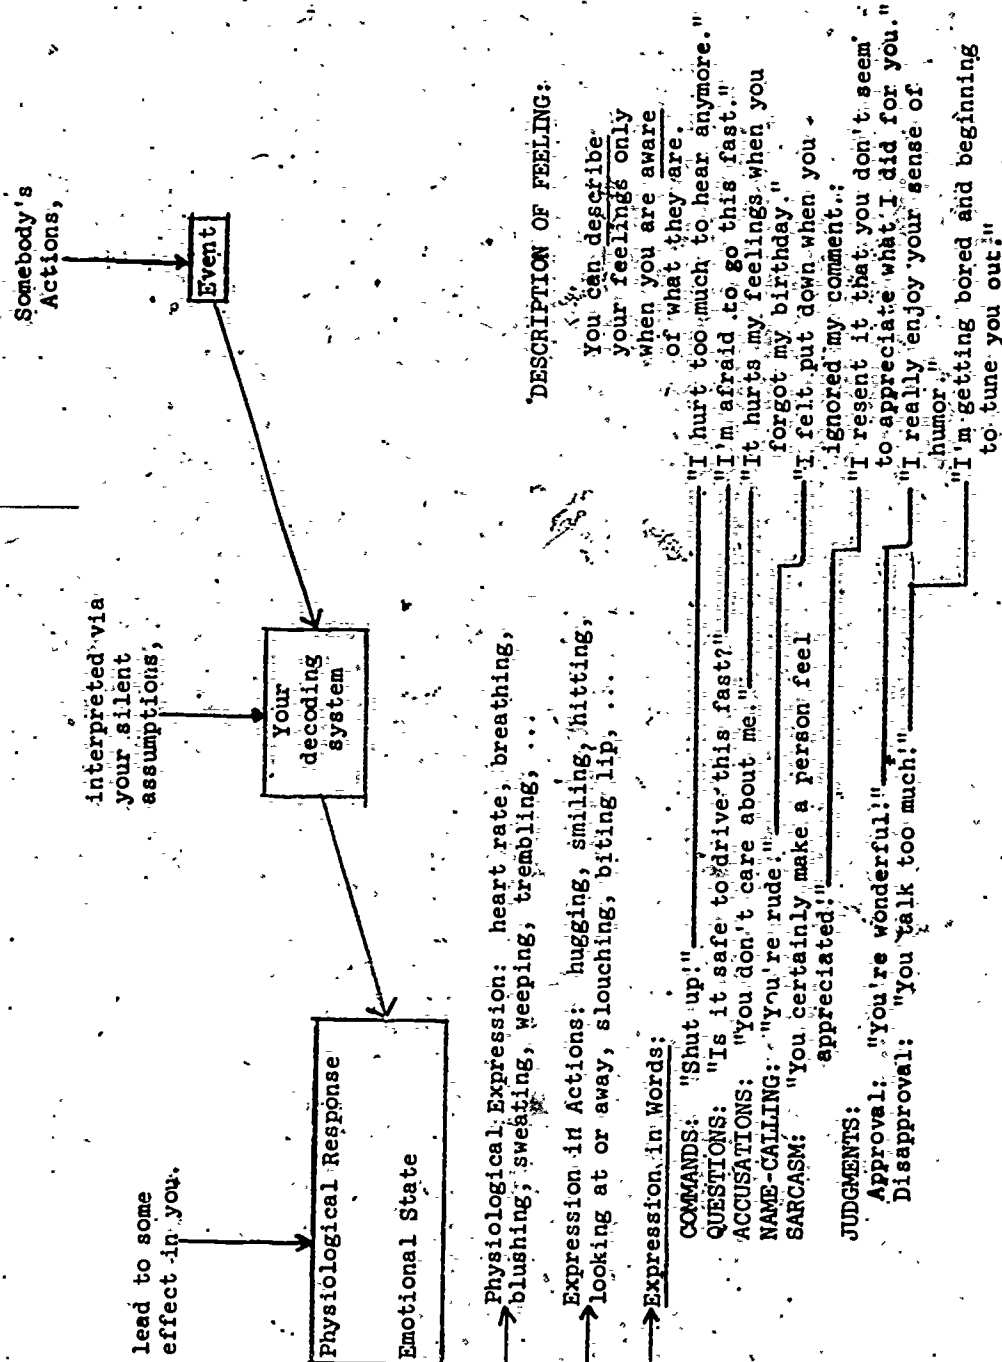 Somebody's
Actions,
interpreted via
your silent
assumptions,
lead to some
effect in you.
Event
Your
decoding
system
Physiological Response
Emotional State
Physiological Expression: heart rate, breathing,
blushing, sweating, weeping, trembling, ...
Expression in Actions: hugging, smiling, hitting,
looking at or away, slouching, biting lip, ...
Expression in Words:
DESCRIPTION OF FEELING:
You can describe
your feelings only
when you are aware
of what they are.
COMMANDS: "Shut up!" "I hurt too much to hear anymore."
QUESTIONS: "Is it safe to drive this fast?" "I'm afraid to go this fast."
ACCUSATIONS: "You don't care about me." "It hurts my feelings when you
forgot my birthday."
NAME-CALLING: "You're rude." "I felt put down when you
ignored my comment."
SARCASM: "You certainly make a person feel
appreciated!" "I resent it that you don't seem
to appreciate what I did for you."
JUDGMENTS:
Approval: "You're wonderful!" "I really enjoy your sense of
humor."
Disapproval: "You talk too much!" "I'm getting bored and beginning
to tune you out."